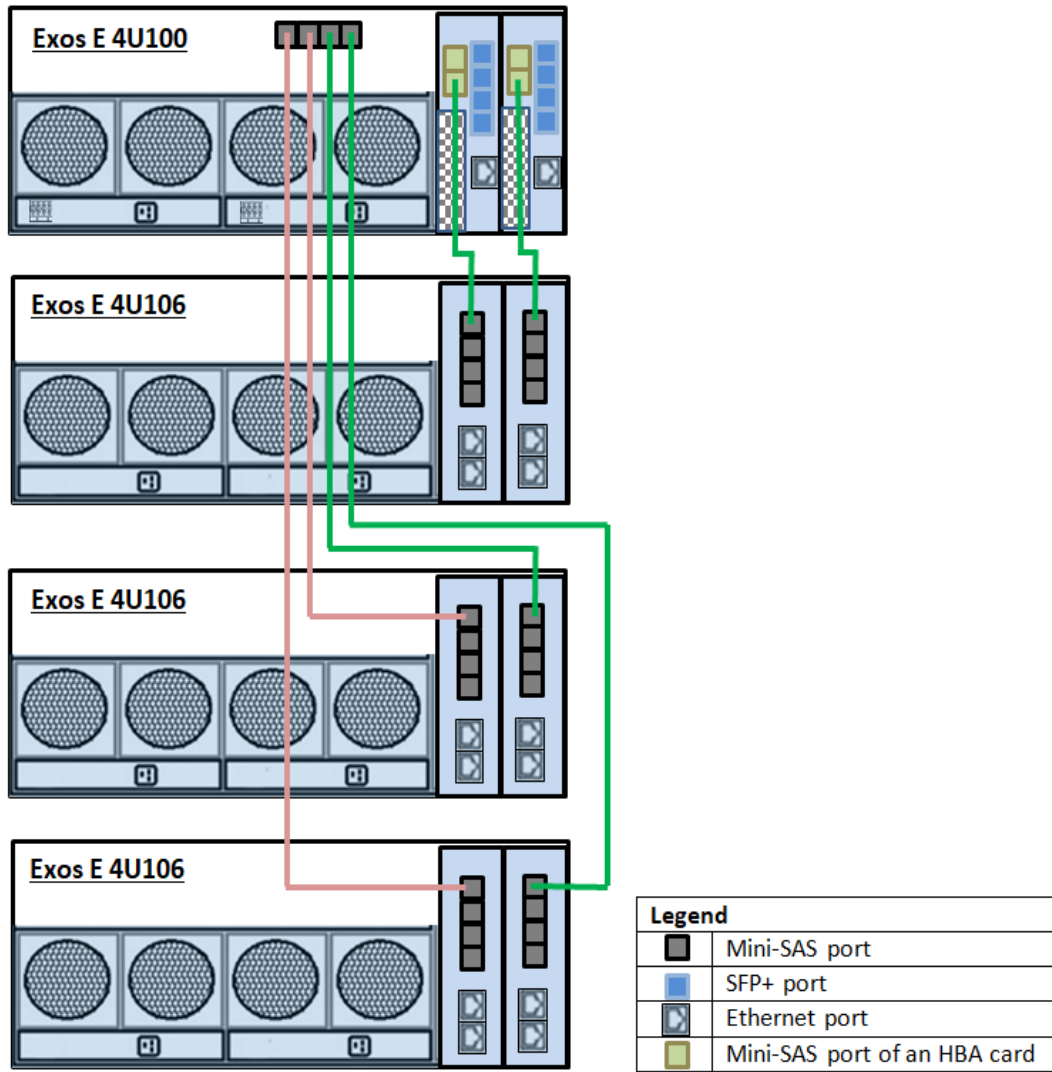 Exos E 4U100
Exos E 4U106
Exos E 4U106
Exos E 4U106
Legend
Mini-SAS port
SFP+ port
Ethernet port
Mini-SAS port of an HBA card